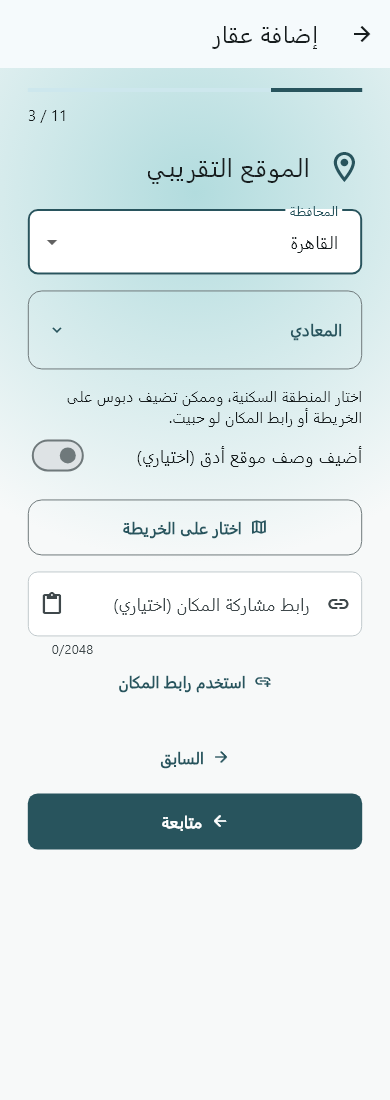 إضافة عقار
3 / 11
الموقع التقريبي
المحافظة
القاهرة
المعادي
اختار المنطقة السكنية، وممكن تضيف دبوس على
الخريطة أو رابط المكان لو حبيت.
أضيف وصف موقع أدق (اختياري)
اختار على الخريطة
رابط مشاركة المكان (اختياري)
0/2048
استخدم رابط المكان
السابق
متابعة